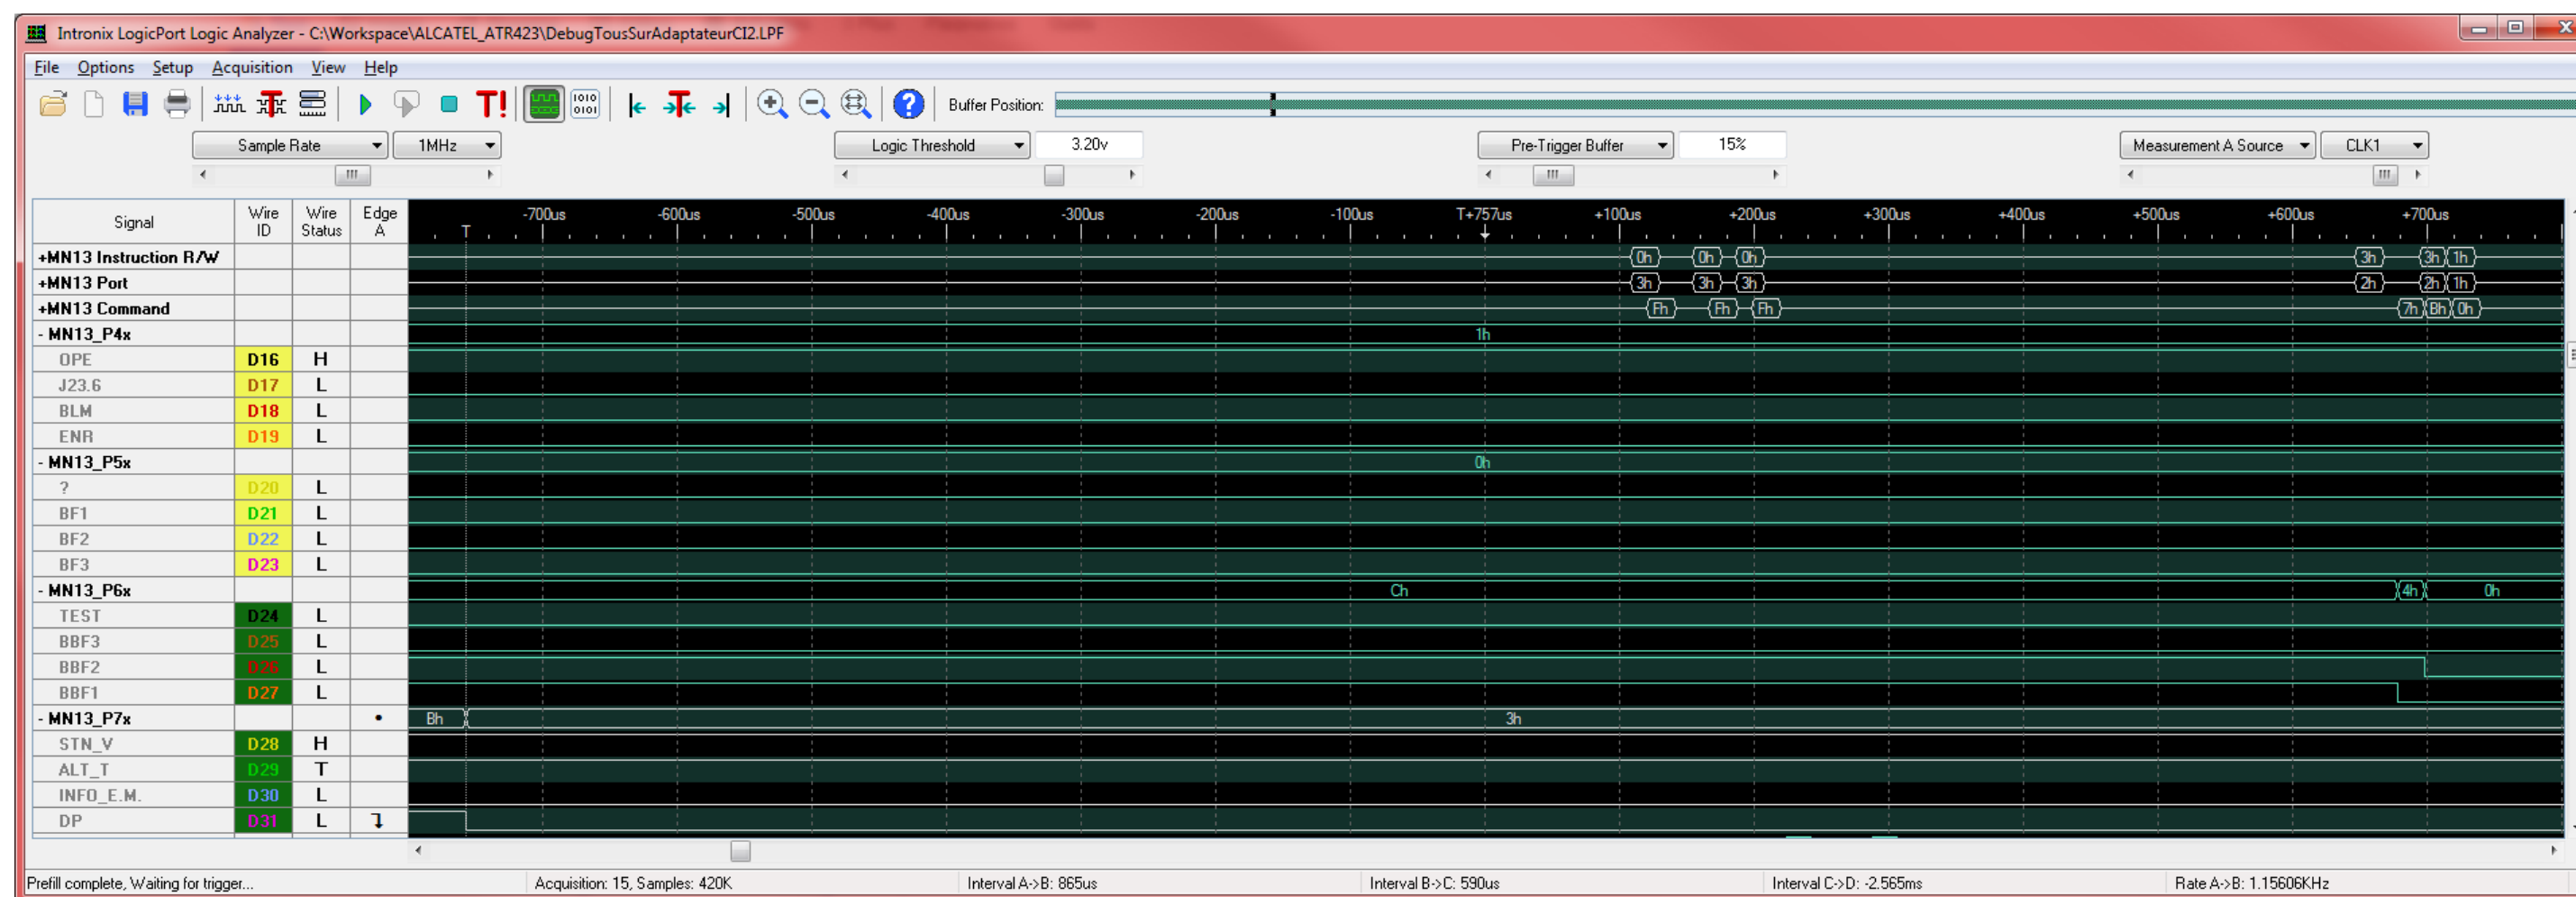 Intronix LogicPort Logic Analyzer - C:\Workspace\ALCATEL_ATR423\DebugTousSurAdaptateurCI2.LPF
File Options Setup Acquisition View Help
T! 1010 0101 ? Buffer Position:
Sample Rate 1MHz Logic Threshold 3.20v Pre-Trigger Buffer 15% Measurement A Source CLK1
Signal Wire ID Wire Status Edge A T -700us -600us -500us -400us -300us -200us -100us T+757us +100us +200us +300us +400us +500us +600us +700us
+MN13 Instruction R/W 0h 0h 0h 3h 3h 1h
+MN13 Port 3h 3h 3h 2h 2h 1h
+MN13 Command Fh Fh Fh 7h Bh 0h
- MN13_P4x 1h
OPE D16 H
J23.6 D17 L
BLM D18 L
ENR D19 L
- MN13_P5x 0h
? D20 L
BF1 D21 L
BF2 D22 L
BF3 D23 L
- MN13_P6x Ch 4h 0h
TEST D24 L
BBF3 D25 L
BBF2 D26 L
BBF1 D27 L
- MN13_P7x Bh 3h
STN_V D28 H
ALT_T D29 T
INFO_E.M. D30 L
DP D31 L
Prefill complete, Waiting for trigger... Acquisition: 15, Samples: 420K Interval A->B: 865us Interval B->C: 590us Interval C->D: -2.565ms Rate A->B: 1.15606KHz